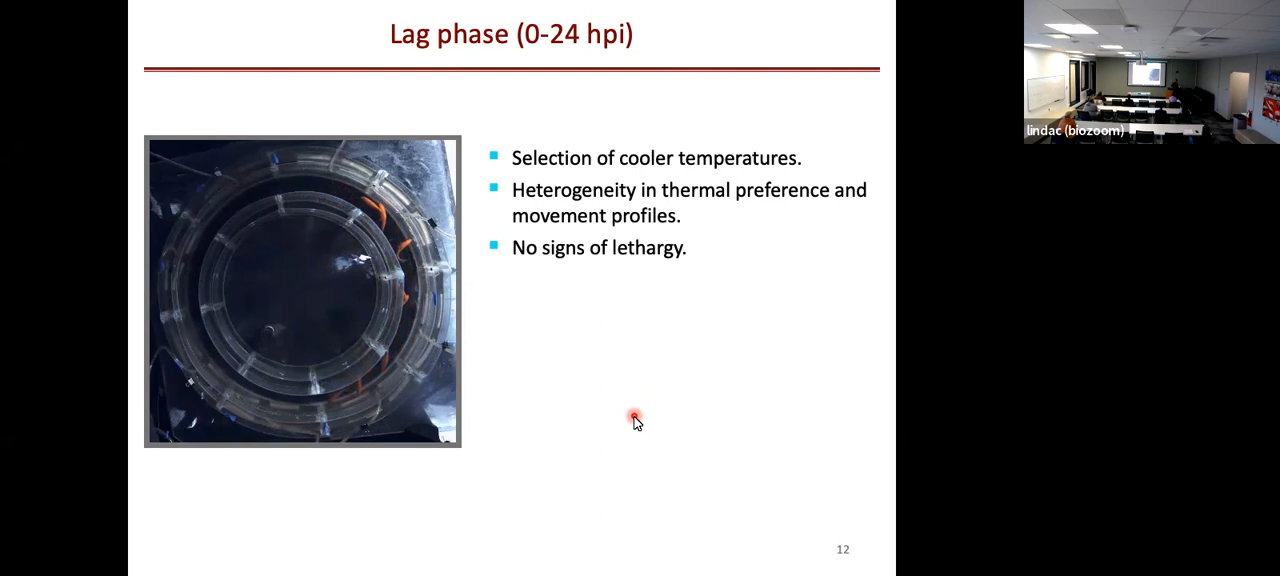 Lag phase (0-24 hpi)
Selection of cooler temperatures.
Heterogeneity in thermal preference and
movement profiles.
No signs of lethargy.
12
lindac (biozoom)